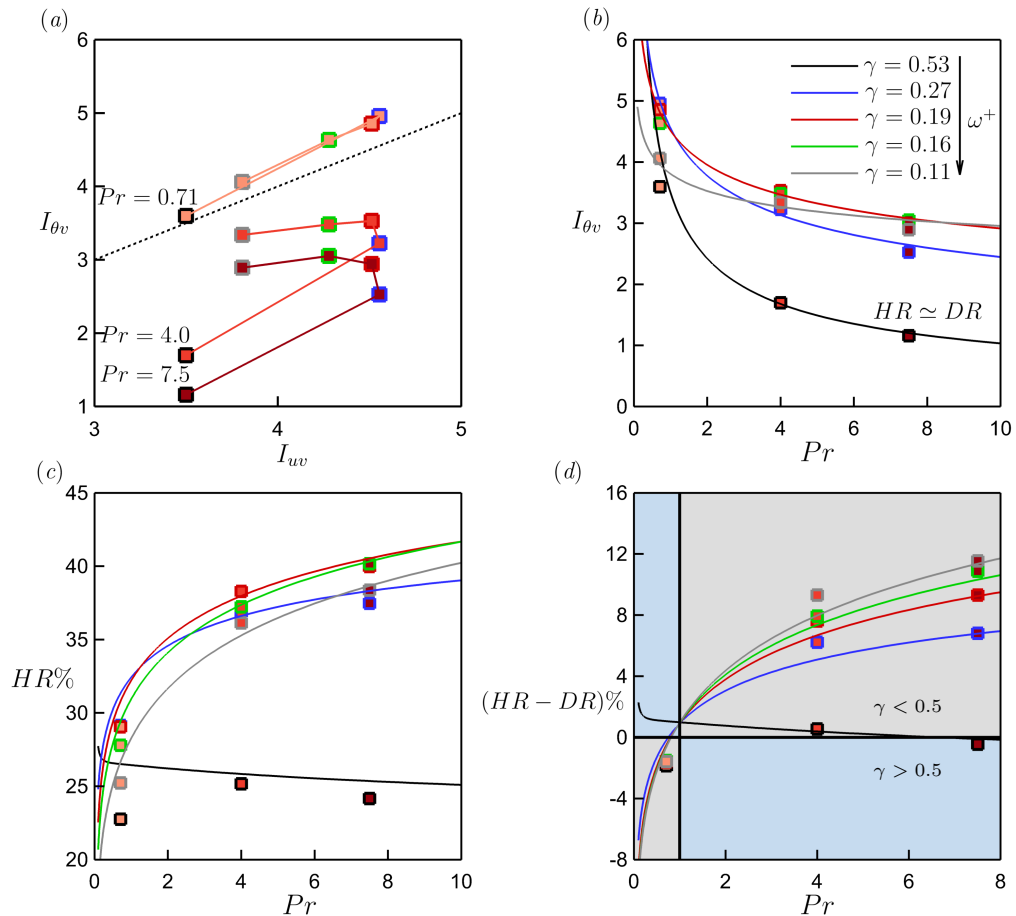 (a)
6
5
4
3
2
1
3
4
5
I_{θv}
I_{uv}
Pr = 0.71
Pr = 4.0
Pr = 7.5
(b)
6
5
4
3
2
1
0
0
2
4
6
8
10
I_{θv}
Pr
γ = 0.53
γ = 0.27
γ = 0.19
γ = 0.16
γ = 0.11
ω⁺
HR ≃ DR
(c)
45
40
35
30
25
20
0
2
4
6
8
10
HR%
Pr
(d)
16
12
8
4
0
-4
-8
0
2
4
6
8
(HR − DR)%
Pr
γ < 0.5
γ > 0.5